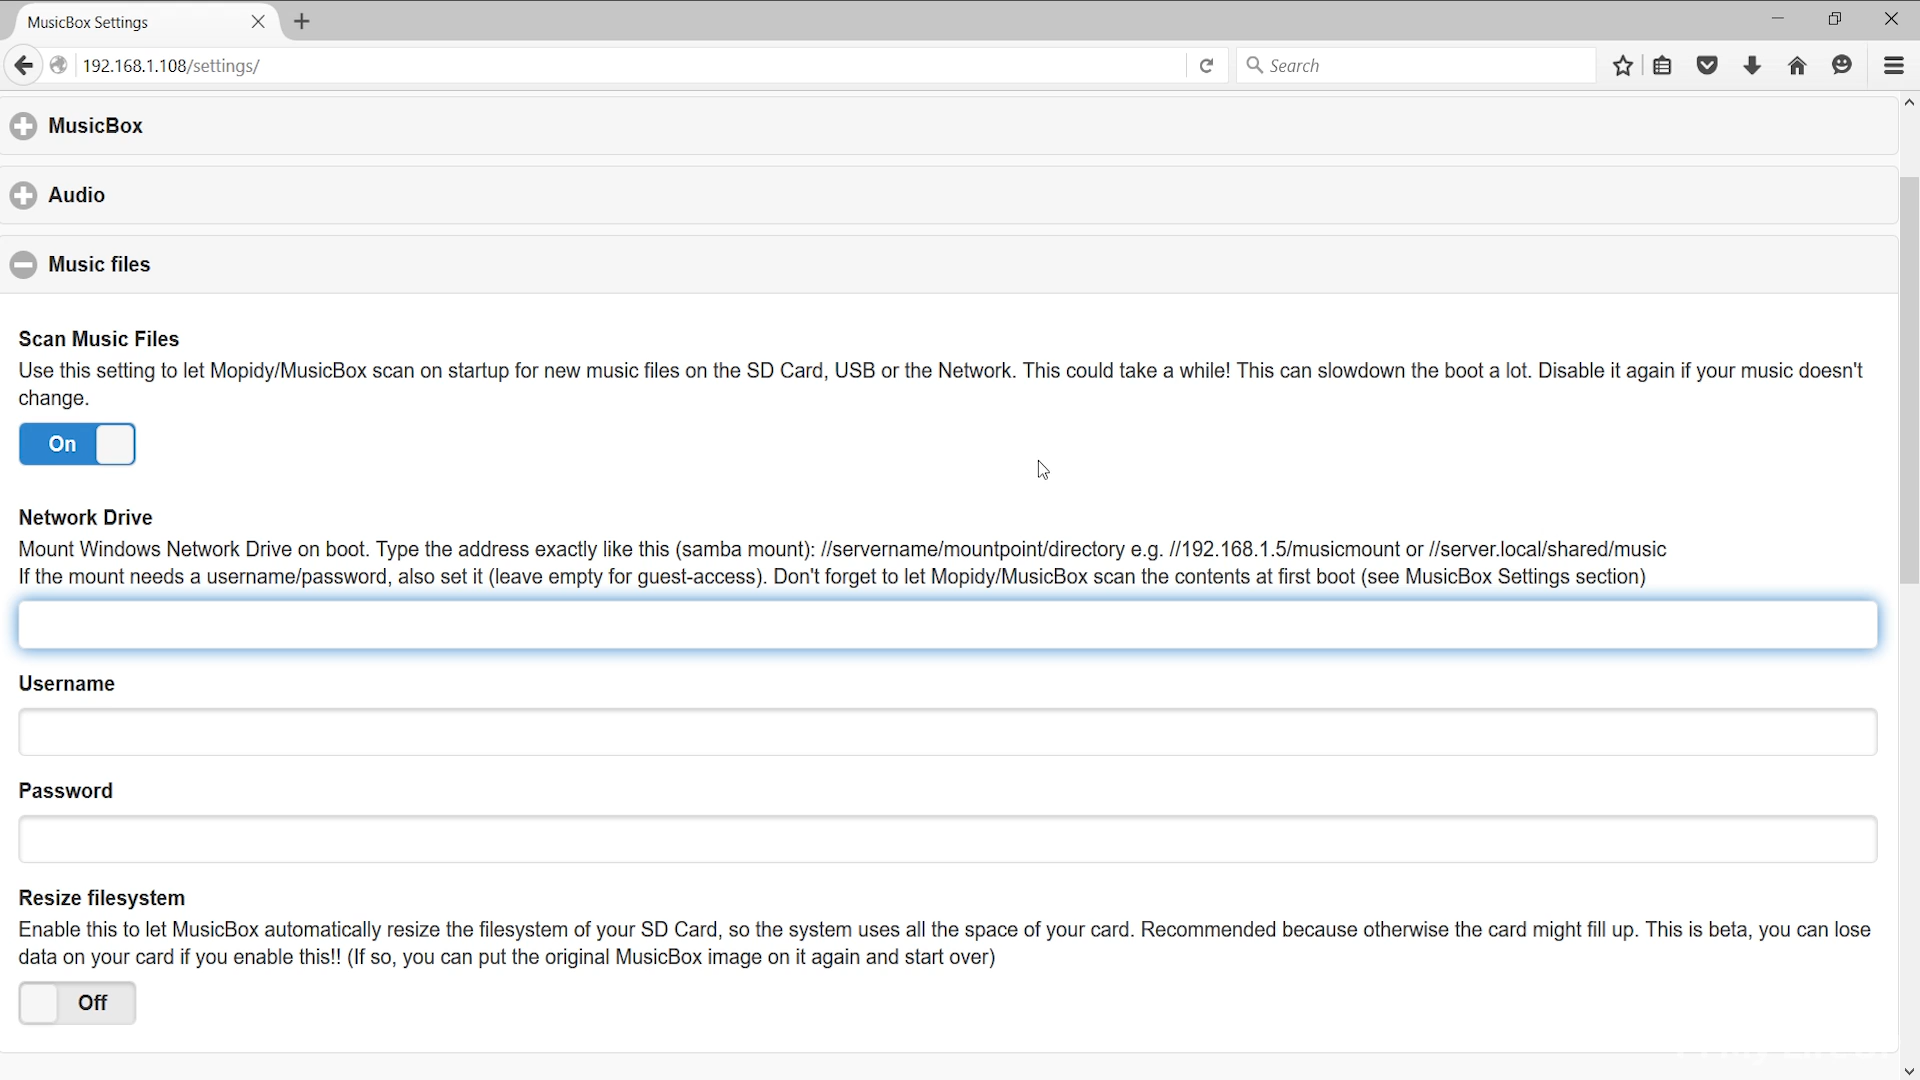 MusicBox Settings
192.168.1.108/settings/
Search
MusicBox
Audio
Music files
Scan Music Files
Use this setting to let Mopidy/MusicBox scan on startup for new music files on the SD Card, USB or the Network. This could take a while! This can slowdown the boot a lot. Disable it again if your music doesn't
change.
On
Network Drive
Mount Windows Network Drive on boot. Type the address exactly like this (samba mount): //servername/mountpoint/directory e.g. //192.168.1.5/musicmount or //server.local/shared/music
If the mount needs a username/password, also set it (leave empty for guest-access). Don't forget to let Mopidy/MusicBox scan the contents at first boot (see MusicBox Settings section)
Username
Password
Resize filesystem
Enable this to let MusicBox automatically resize the filesystem of your SD Card, so the system uses all the space of your card. Recommended because otherwise the card might fill up. This is beta, you can lose
data on your card if you enable this!! (If so, you can put the original MusicBox image on it again and start over)
Off